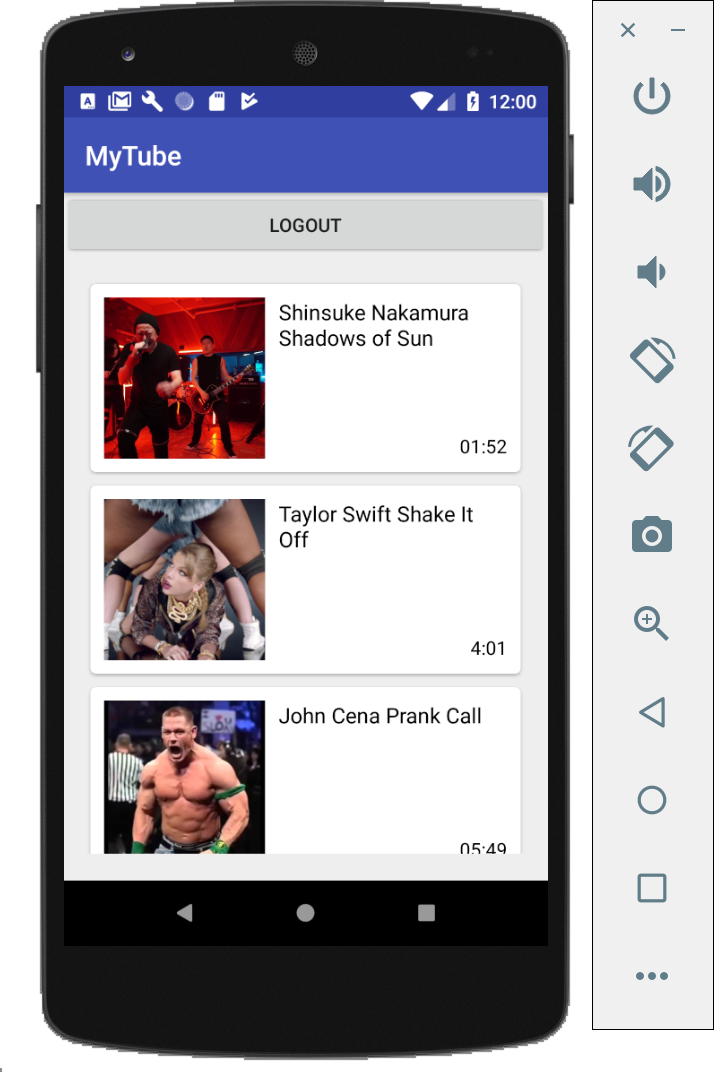 12:00
MyTube
LOGOUT
Shinsuke Nakamura
Shadows of Sun
01:52
Taylor Swift Shake It
Off
4:01
John Cena Prank Call
05:49